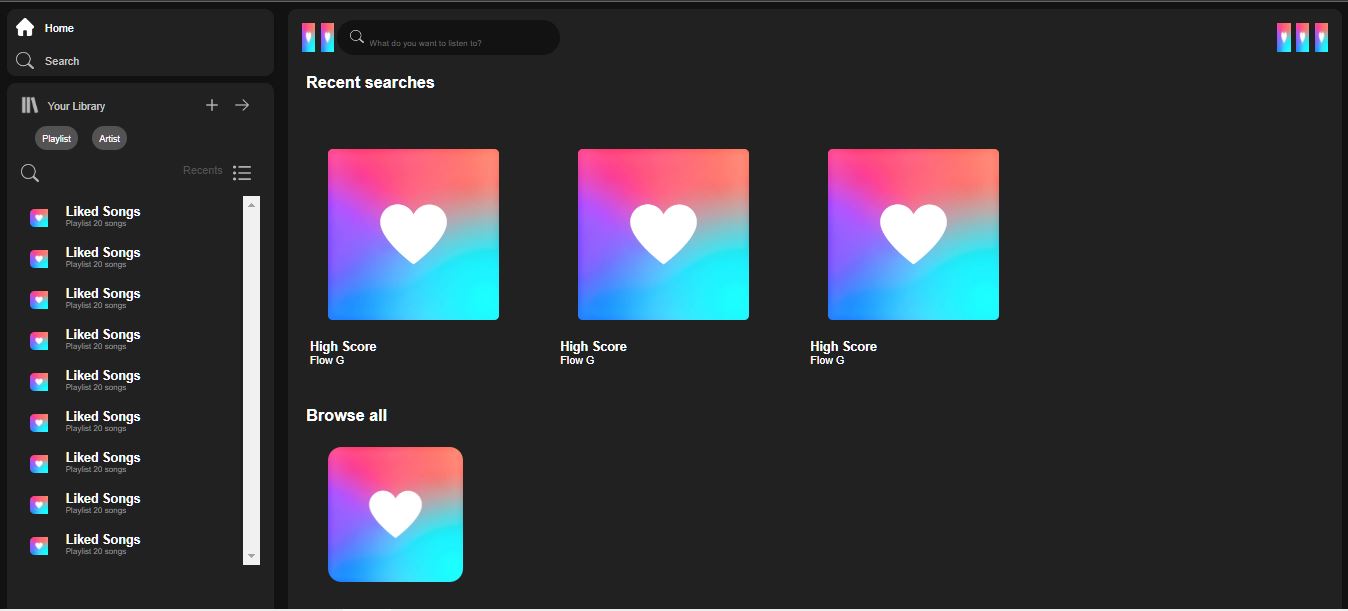 Home
Search
Your Library
Playlist Artist
Recents
Liked Songs
Playlist 20 songs
Liked Songs
Playlist 20 songs
Liked Songs
Playlist 20 songs
Liked Songs
Playlist 20 songs
Liked Songs
Playlist 20 songs
Liked Songs
Playlist 20 songs
Liked Songs
Playlist 20 songs
Liked Songs
Playlist 20 songs
Liked Songs
Playlist 20 songs
What do you want to listen to?
Recent searches
High Score
Flow G
High Score
Flow G
High Score
Flow G
Browse all